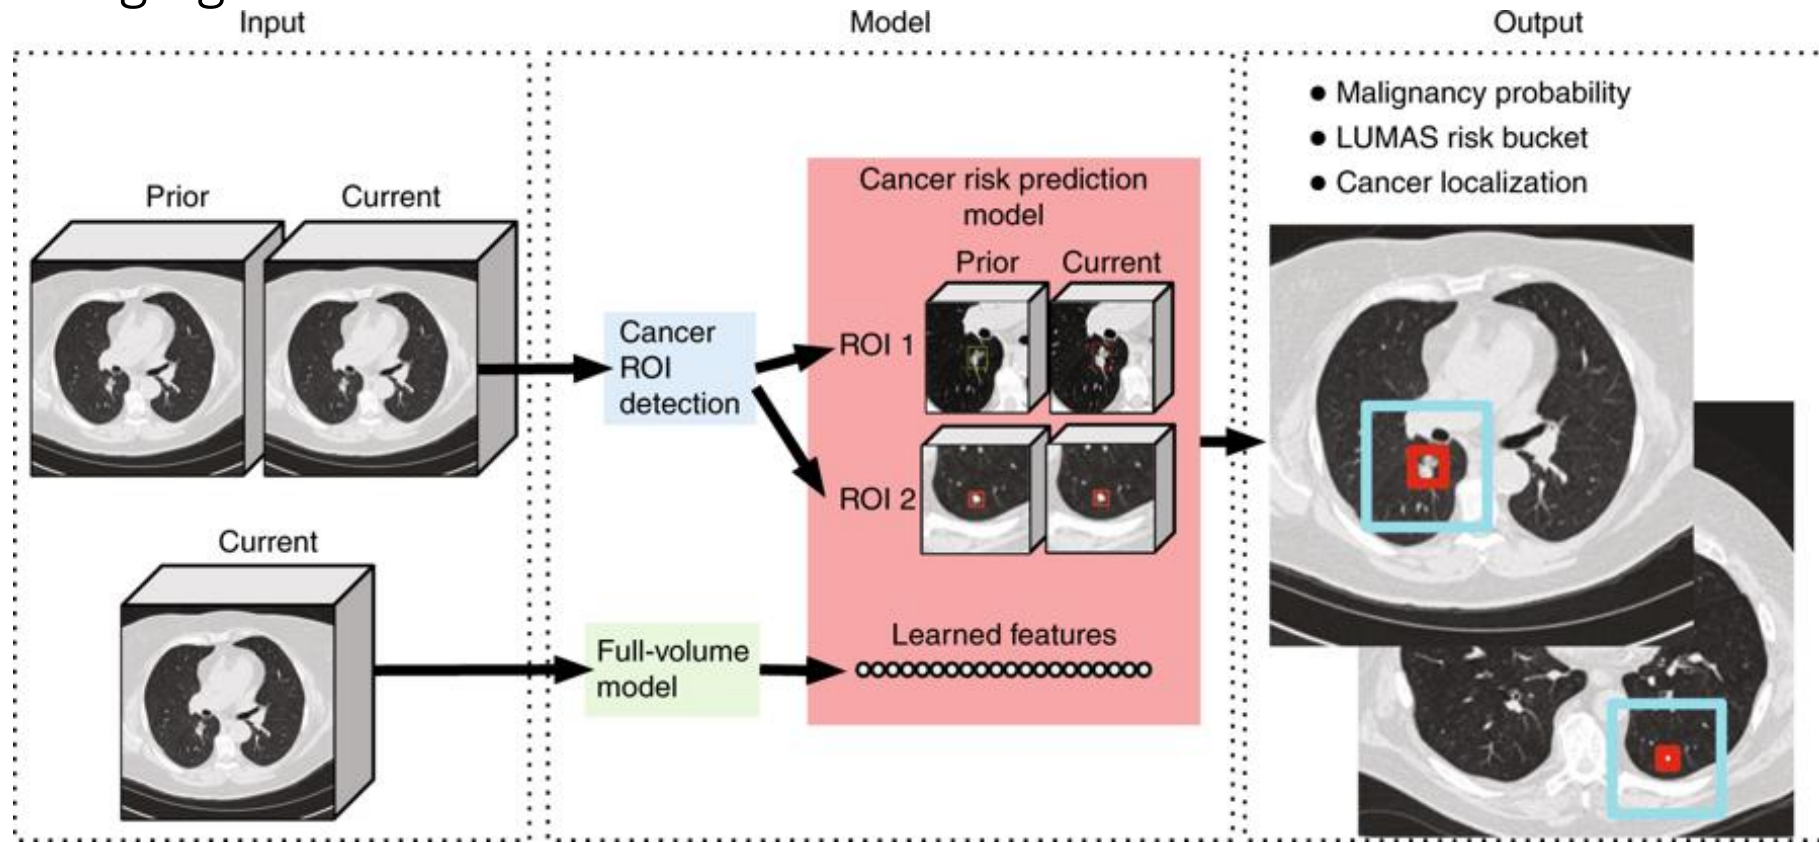 Input
Model
Output
Prior
Current
Current
Cancer
ROI
detection
Full-volume
model
Cancer risk prediction
model
Prior
Current
ROI 1
ROI 2
Learned features
● Malignancy probability
● LUMAS risk bucket
● Cancer localization